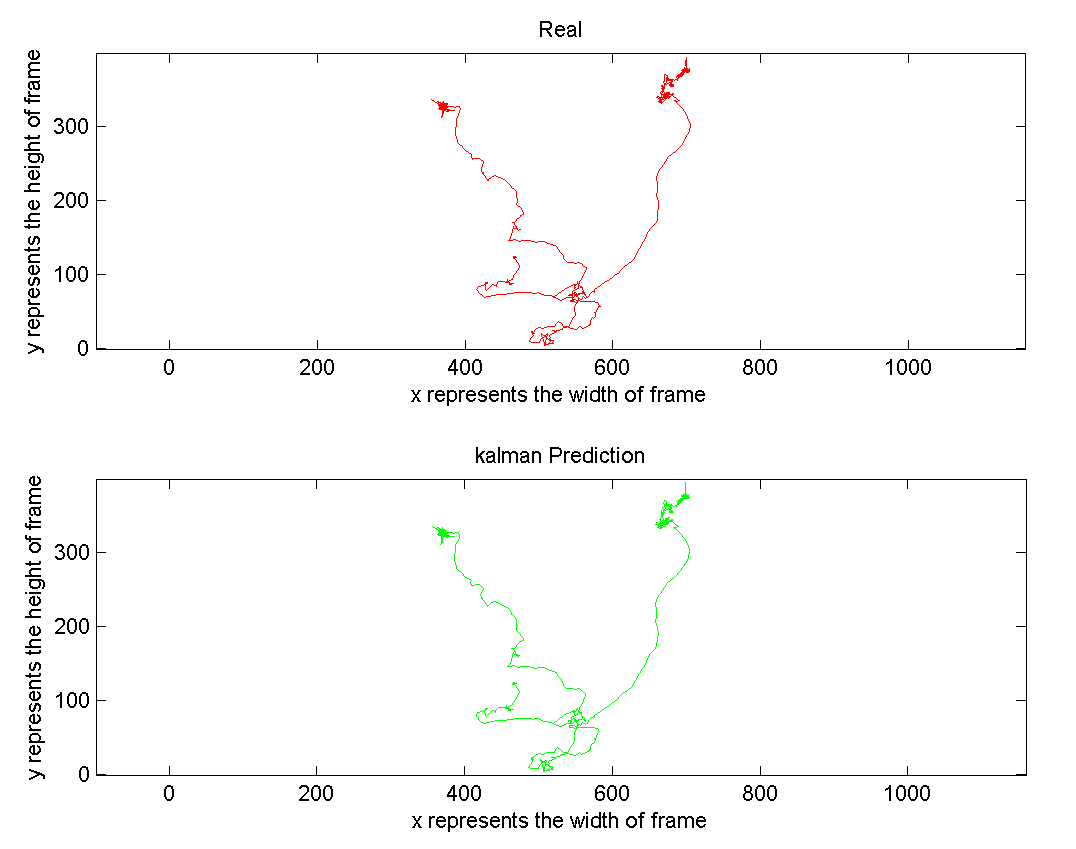 Real
y represents the height of frame
300
200
100
0
0 200 400 600 800 1000
x represents the width of frame
kalman Prediction
y represents the height of frame
300
200
100
0
0 200 400 600 800 1000
x represents the width of frame